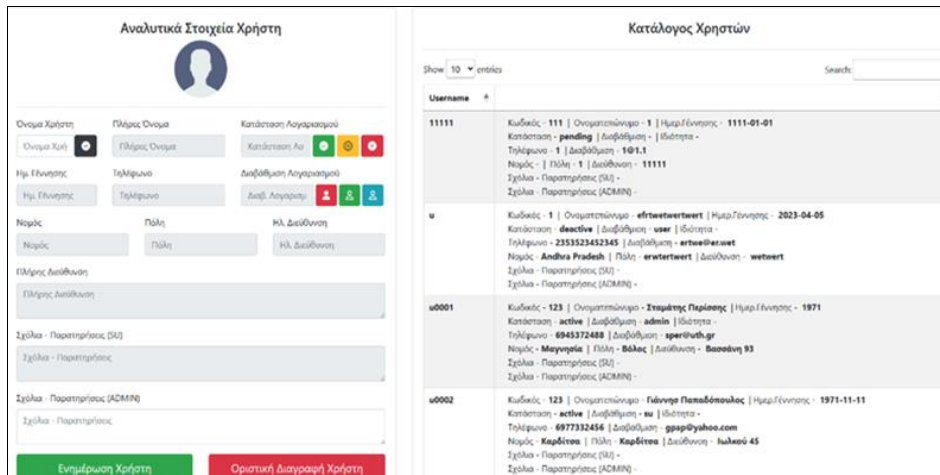 Αναλυτικά Στοιχεία Χρήστη
Όνομα Χρήστη Πλήρες Όνομα Κατάσταση Λογαριασμού
Όνομα Χρή Πλήρες Όνομα Κατάσταση Λο
Ημ. Γέννησης Τηλέφωνο Διαβάθμιση Λογαριασμού
Ημ. Γέννησης Τηλέφωνο Διαβ. Λογαριασμ
Νομός Πόλη Ηλ. Διεύθυνση
Νομός Πόλη Ηλ. Διεύθυνση
Πλήρης Διεύθυνση
Πλήρης Διεύθυνση
Σχόλια - Παρατηρήσεις (SU)
Σχόλια - Παρατηρήσεις
Σχόλια - Παρατηρήσεις (ADMIN)
Σχόλια - Παρατηρήσεις
Ενημέρωση Χρήστη Οριστική Διαγραφή Χρήστη
Κατάλογος Χρηστών
Show 10 entries Search:
Username
11111 Κωδικός - 111 | Ονοματεπώνυμο - 1 | Ημερ.Γέννησης - 1111-01-01
Κατάσταση - pending | Διαβάθμιση - | Ιδιότητα -
Τηλέφωνο - 1 | Διαβάθμιση - 1@1.1
Νομός - | Πόλη - 1 | Διεύθυνση - 11111
Σχόλια - Παρατηρήσεις (SU) -
Σχόλια - Παρατηρήσεις (ADMIN) -
u Κωδικός - 1 | Ονοματεπώνυμο - efrtwetwertwert | Ημερ.Γέννησης - 2023-04-05
Κατάσταση - deactive | Διαβάθμιση - user | Ιδιότητα -
Τηλέφωνο - 2353523452345 | Διαβάθμιση - ertwe@er.wet
Νομός - Andhra Pradesh | Πόλη - erwtertwert | Διεύθυνση - wetwert
Σχόλια - Παρατηρήσεις (SU) -
Σχόλια - Παρατηρήσεις (ADMIN) -
u0001 Κωδικός - 123 | Ονοματεπώνυμο - Σταμάτης Περίσσης | Ημερ.Γέννησης - 1971
Κατάσταση - active | Διαβάθμιση - admin | Ιδιότητα -
Τηλέφωνο - 6945372488 | Διαβάθμιση - sper@uth.gr
Νομός - Μαγνησία | Πόλη - Βόλος | Διεύθυνση - Βασσάνη 93
Σχόλια - Παρατηρήσεις (SU) -
Σχόλια - Παρατηρήσεις (ADMIN) -
u0002 Κωδικός - 123 | Ονοματεπώνυμο - Γιάννησ Παπαδόπουλος | Ημερ.Γέννησης - 1971-11-11
Κατάσταση - active | Διαβάθμιση - su | Ιδιότητα -
Τηλέφωνο - 6977332456 | Διαβάθμιση - gpap@yahoo.com
Νομός - Καρδίτσα | Πόλη - Καρδίτσα | Διεύθυνση - Ιωλκού 45
Σχόλια - Παρατηρήσεις (SU) -
Σχόλια - Παρατηρήσεις (ADMIN) -